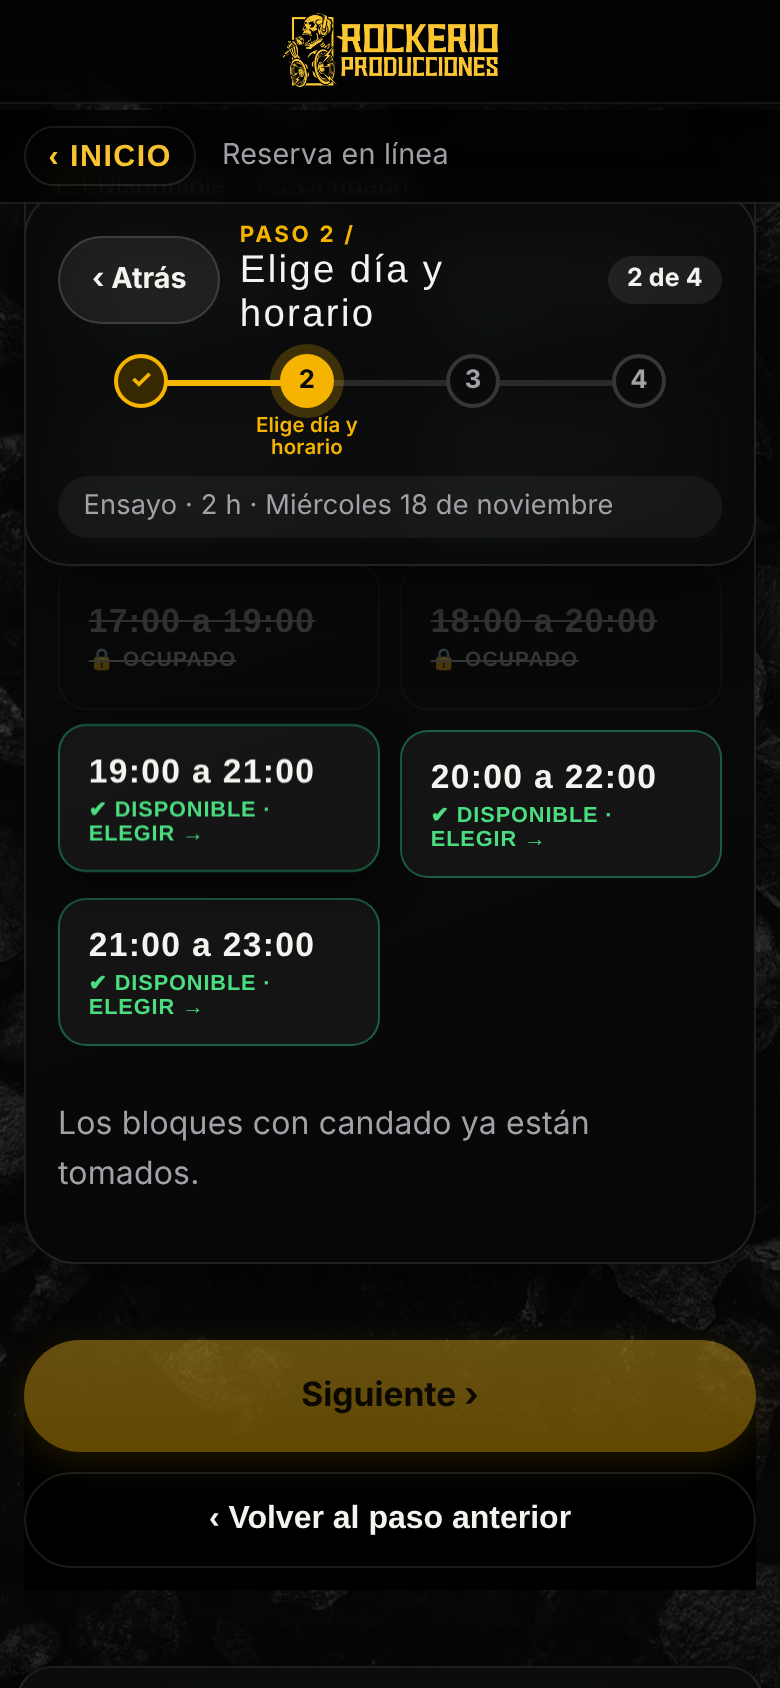 ROCKERIO
PRODUCCIONES
‹ INICIO
Reserva en línea
Disponible Ocupado
PASO 2 /
‹ Atrás
Elige día y
horario
2 de 4
2
3
4
Elige día y
horario
Ensayo · 2 h · Miércoles 18 de noviembre
17:00 a 19:00
🔒 OCUPADO
18:00 a 20:00
🔒 OCUPADO
19:00 a 21:00
✔ DISPONIBLE ·
ELEGIR →
20:00 a 22:00
✔ DISPONIBLE ·
ELEGIR →
21:00 a 23:00
✔ DISPONIBLE ·
ELEGIR →
Los bloques con candado ya están
tomados.
Siguiente ›
‹ Volver al paso anterior